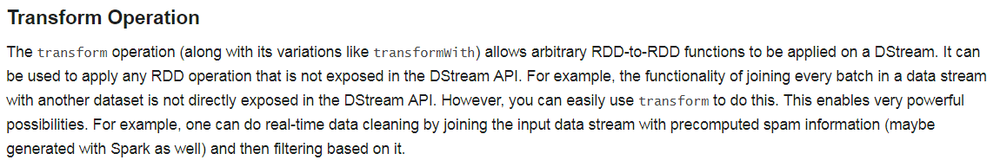 Transform Operation
The transform operation (along with its variations like transformWith) allows arbitrary RDD-to-RDD functions to be applied on a DStream. It can
be used to apply any RDD operation that is not exposed in the DStream API. For example, the functionality of joining every batch in a data stream
with another dataset is not directly exposed in the DStream API. However, you can easily use transform to do this. This enables very powerful
possibilities. For example, one can do real-time data cleaning by joining the input data stream with precomputed spam information (maybe
generated with Spark as well) and then filtering based on it.